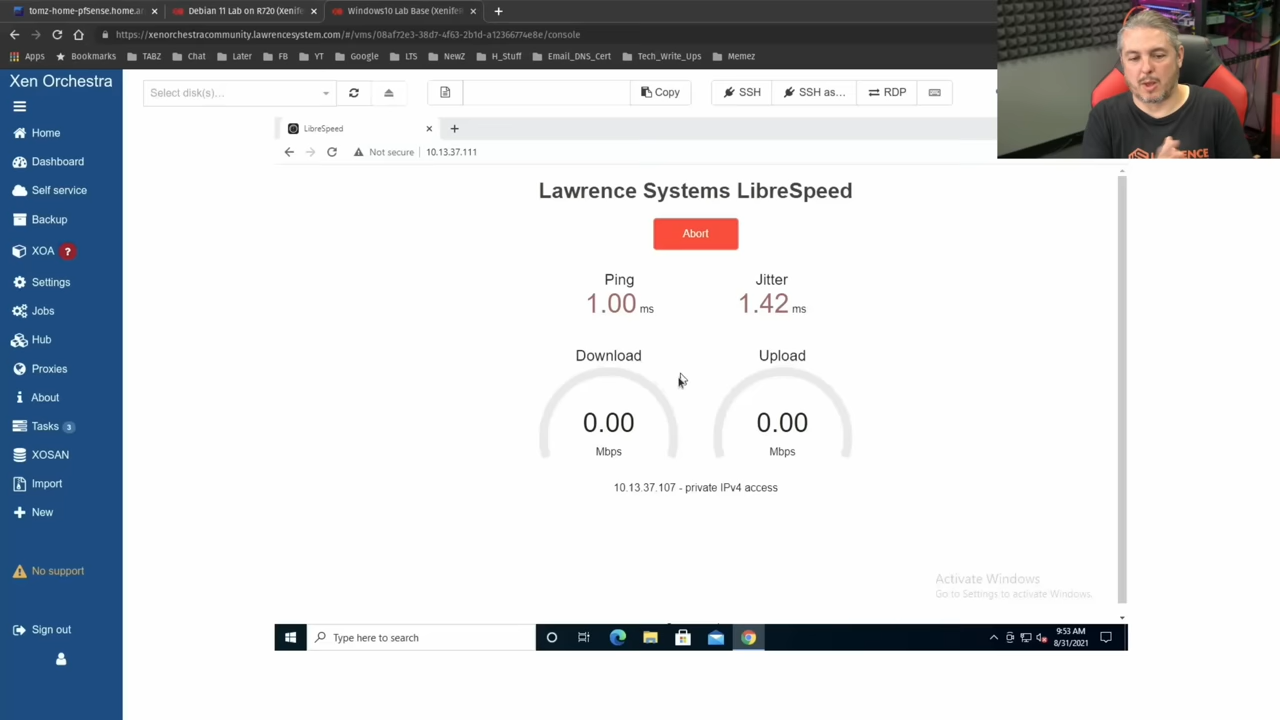 tomz-home-pfSense.home.ar
Debian 11 Lab on R720 (Xenife
Windows10 Lab Base (Xenife
https://xenorchestracommunity.lawrencesystem.com/#/vms/08af72e3-38d7-4f63-2b1d-a12366774e8e/console
Apps Bookmarks TABZ Chat Later FB YT Google LTS NewZ H_Stuff Email_DNS_Cert Tech_Write_Ups Memez
Xen Orchestra
Select disk(s)...
Copy
SSH
SSH as...
RDP
LibreSpeed
Not secure
10.13.37.111
Home
Dashboard
Self service
Backup
XOA ?
Settings
Jobs
Hub
Proxies
About
Tasks 3
XOSAN
Import
New
No support
Sign out
Lawrence Systems LibreSpeed
Abort
Ping Jitter
1.00 ms 1.42 ms
Download Upload
0.00 0.00
Mbps Mbps
10.13.37.107 - private IPv4 access
Activate Windows
Go to Settings to activate Windows.
Type here to search
9:53 AM
8/31/2021